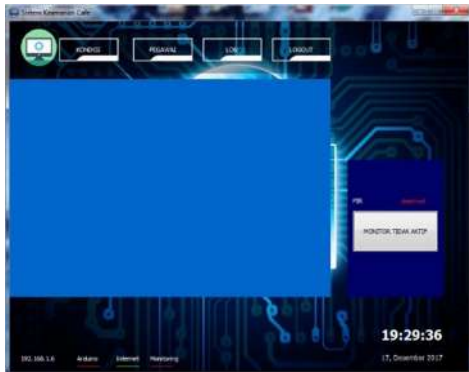 Sistem Keamanan Cafe
KONDISI
PEGAWAI
LOG
LOGOUT
PIR
MONITOR TIDAK AKTIF
19:29:36
17, Desember 2017
192.168.1.6
Arduino
Internet
Monitoring